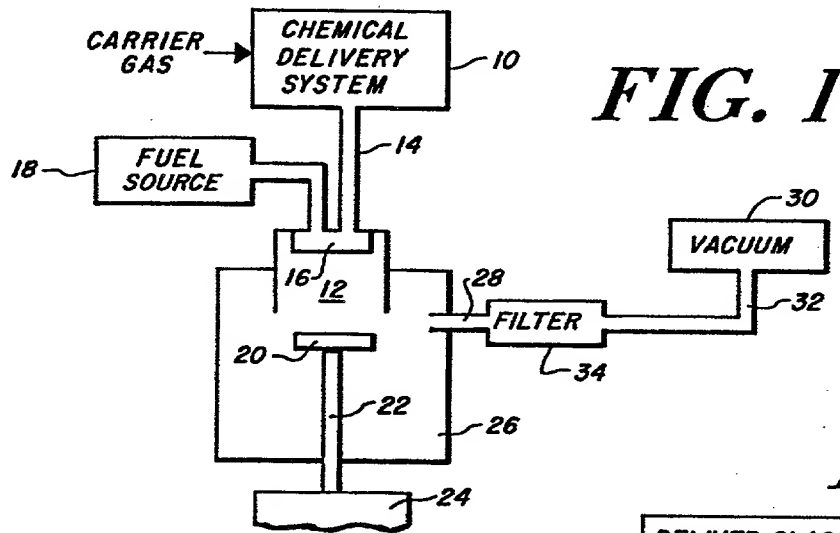 CARRIER GAS
CHEMICAL DELIVERY SYSTEM
10
FIG. 1
14
18
FUEL SOURCE
30
VACUUM
16
12
28
FILTER
32
34
20
22
26
24